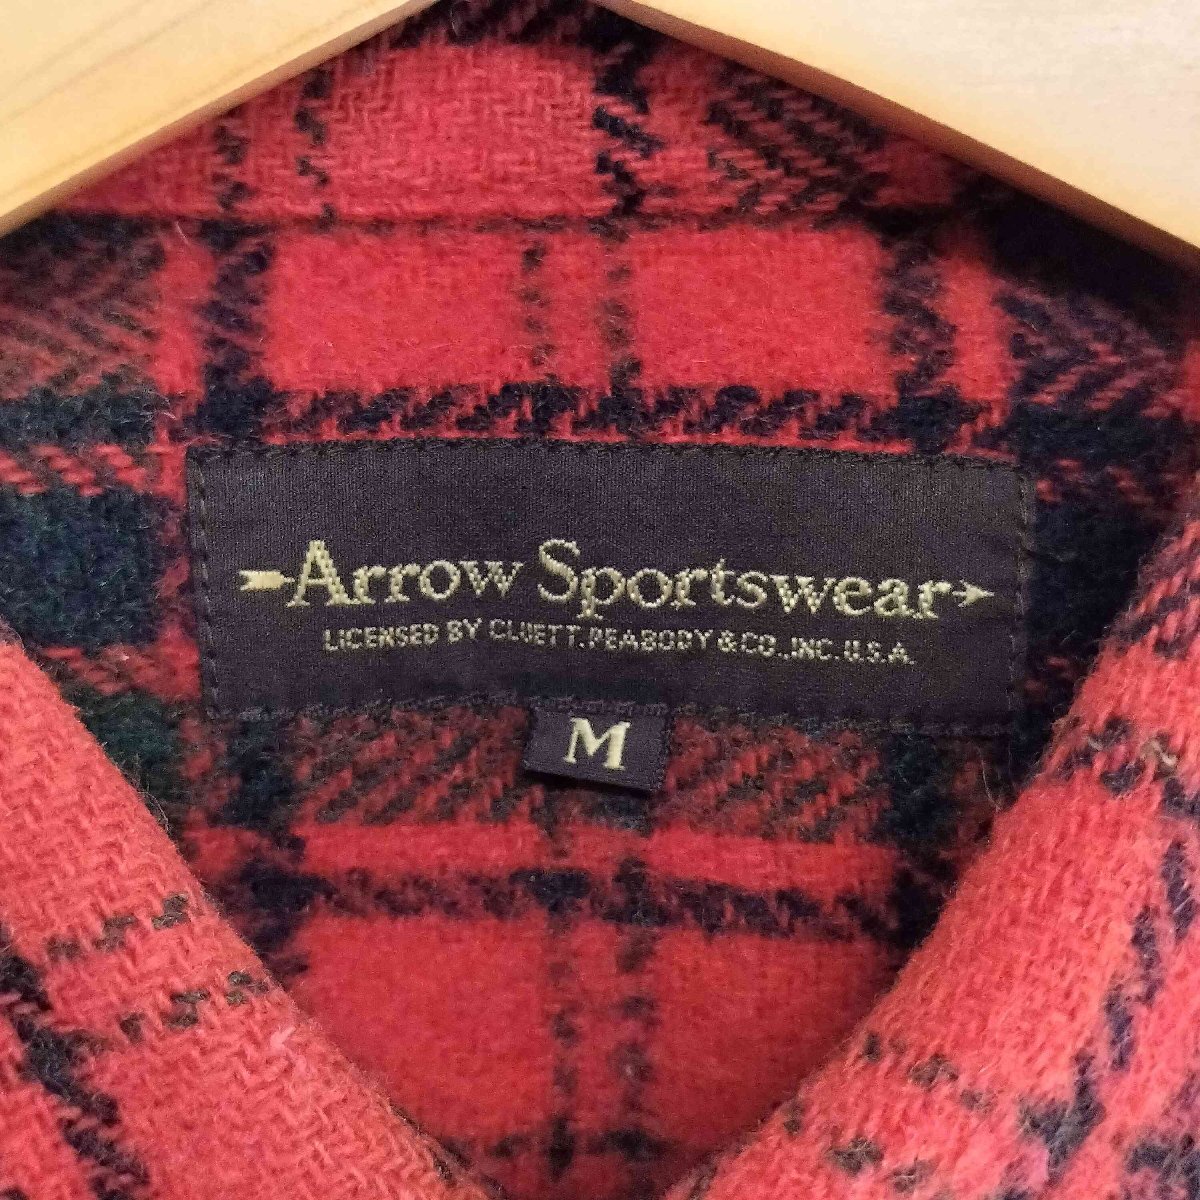 Arrow Sportswear
LICENSED BY CLUETT.PEABODY & CO.,INC.U.S.A.
M